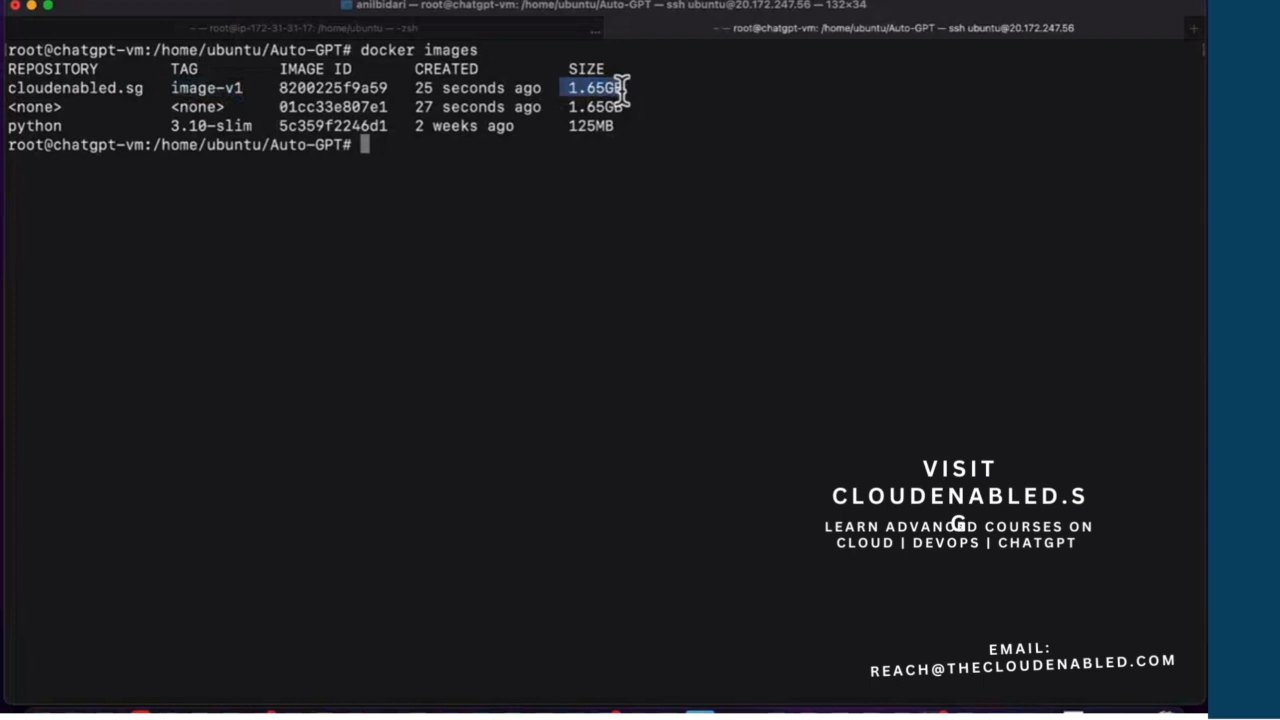 anilbidari — root@chatgpt-vm: /home/ubuntu/Auto-GPT — ssh ubuntu@20.172.247.56 — 132×34
~ — root@ip-172-31-31-17: /home/ubuntu — -zsh
... ~ — root@chatgpt-vm: /home/ubuntu/Auto-GPT — ssh ubuntu@20.172.247.56 +
root@chatgpt-vm:/home/ubuntu/Auto-GPT# docker images
REPOSITORY TAG IMAGE ID CREATED SIZE
cloudenabled.sg image-v1 8200225f9a59 25 seconds ago 1.65GB
<none> <none> 01cc33e807e1 27 seconds ago 1.65GB
python 3.10-slim 5c359f2246d1 2 weeks ago 125MB
root@chatgpt-vm:/home/ubuntu/Auto-GPT#
VISIT
CLOUDENABLED.S
G
LEARN ADVANCED COURSES ON
CLOUD | DEVOPS | CHATGPT
EMAIL:
REACH@THECLOUDENABLED.COM